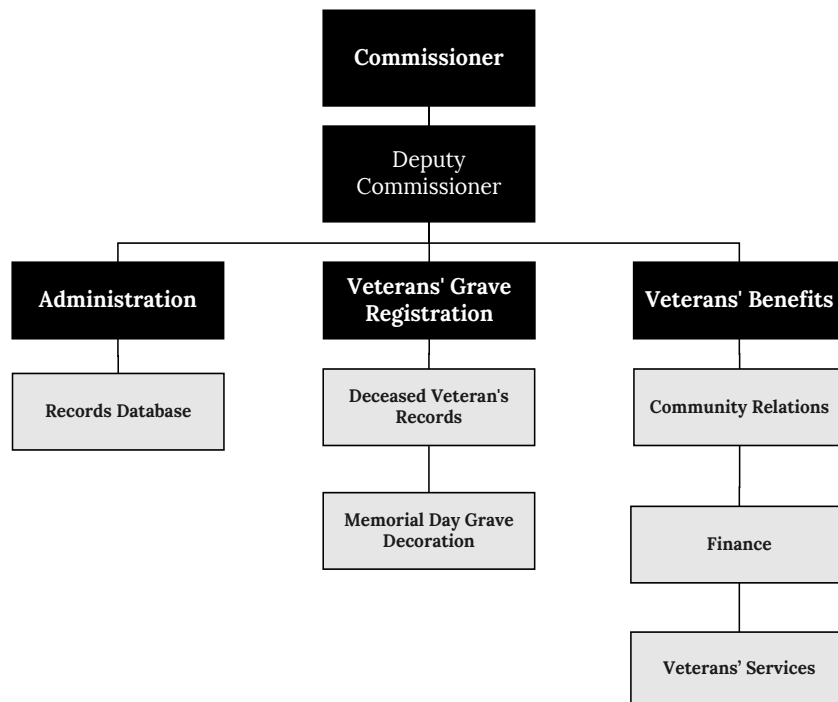 Commissioner
Deputy
Commissioner
Administration
Veterans' Grave
Registration
Veterans' Benefits
Records Database
Deceased Veteran's
Records
Community Relations
Memorial Day Grave
Decoration
Finance
Veterans’ Services